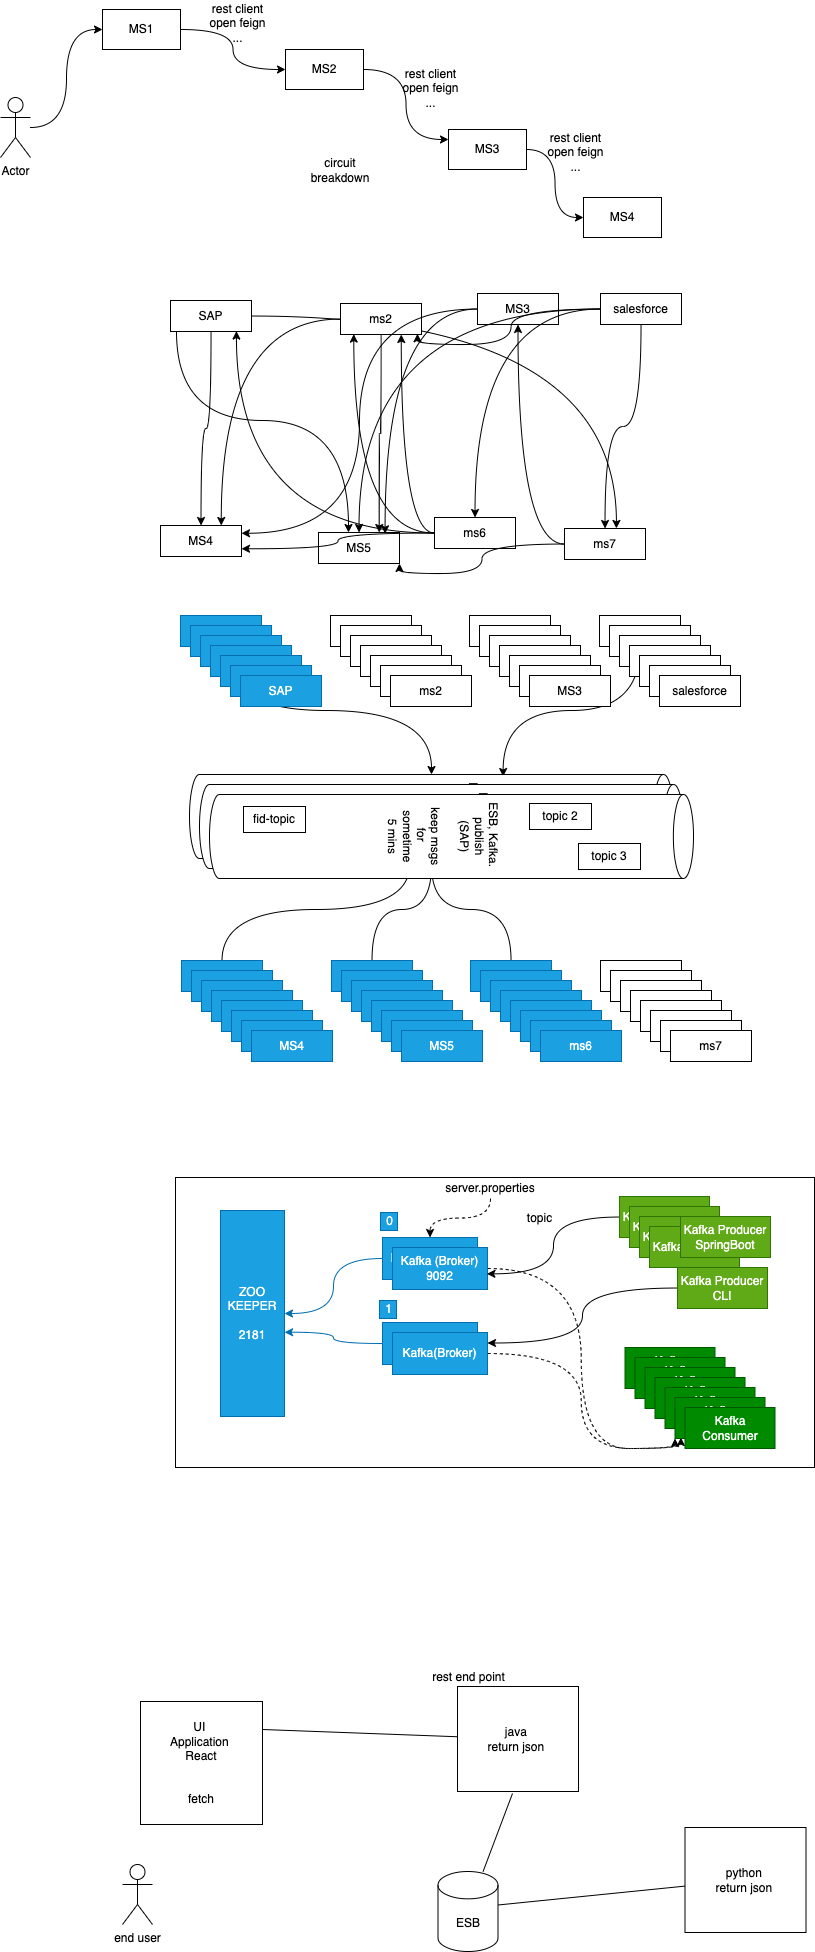 MS1
rest client
open feign
...
MS2
rest client
open feign
...
MS3
rest client
open feign
...
MS4
Actor
circuit
breakdown
SAP
ms2
MS3
salesforce
MS4
MS5
ms6
ms7
SAP
ms2
MS3
salesforce
fid-topic
keep msgs
for
sometime
5 mins
ESB, Kafka.
publish
(SAP)
topic 2
topic 3
MS4
MS5
ms6
ms7
server.properties
0
topic
Kafka Producer
SpringBoot
Kafka (Broker)
9092
ZOO
KEEPER
2181
Kafka Producer
CLI
1
Kafka(Broker)
Kafka
Consumer
rest end point
UI
Application
React
fetch
java
return json
python
return json
ESB
end user